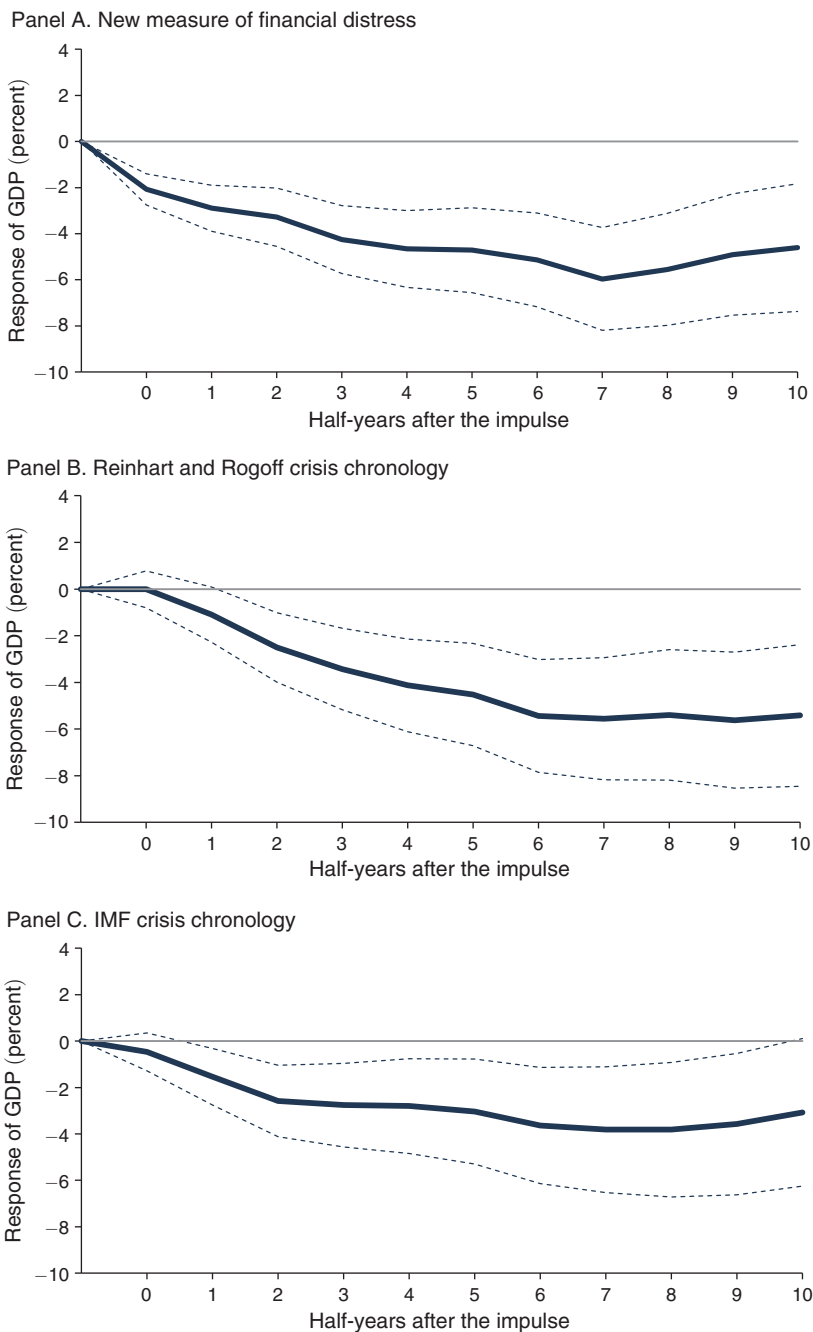 Panel A. New measure of financial distress
Response of GDP (percent)
4
2
0
−2
−4
−6
−8
−10
0 1 2 3 4 5 6 7 8 9 10
Half-years after the impulse
Panel B. Reinhart and Rogoff crisis chronology
Response of GDP (percent)
4
2
0
−2
−4
−6
−8
−10
0 1 2 3 4 5 6 7 8 9 10
Half-years after the impulse
Panel C. IMF crisis chronology
Response of GDP (percent)
4
2
0
−2
−4
−6
−8
−10
0 1 2 3 4 5 6 7 8 9 10
Half-years after the impulse